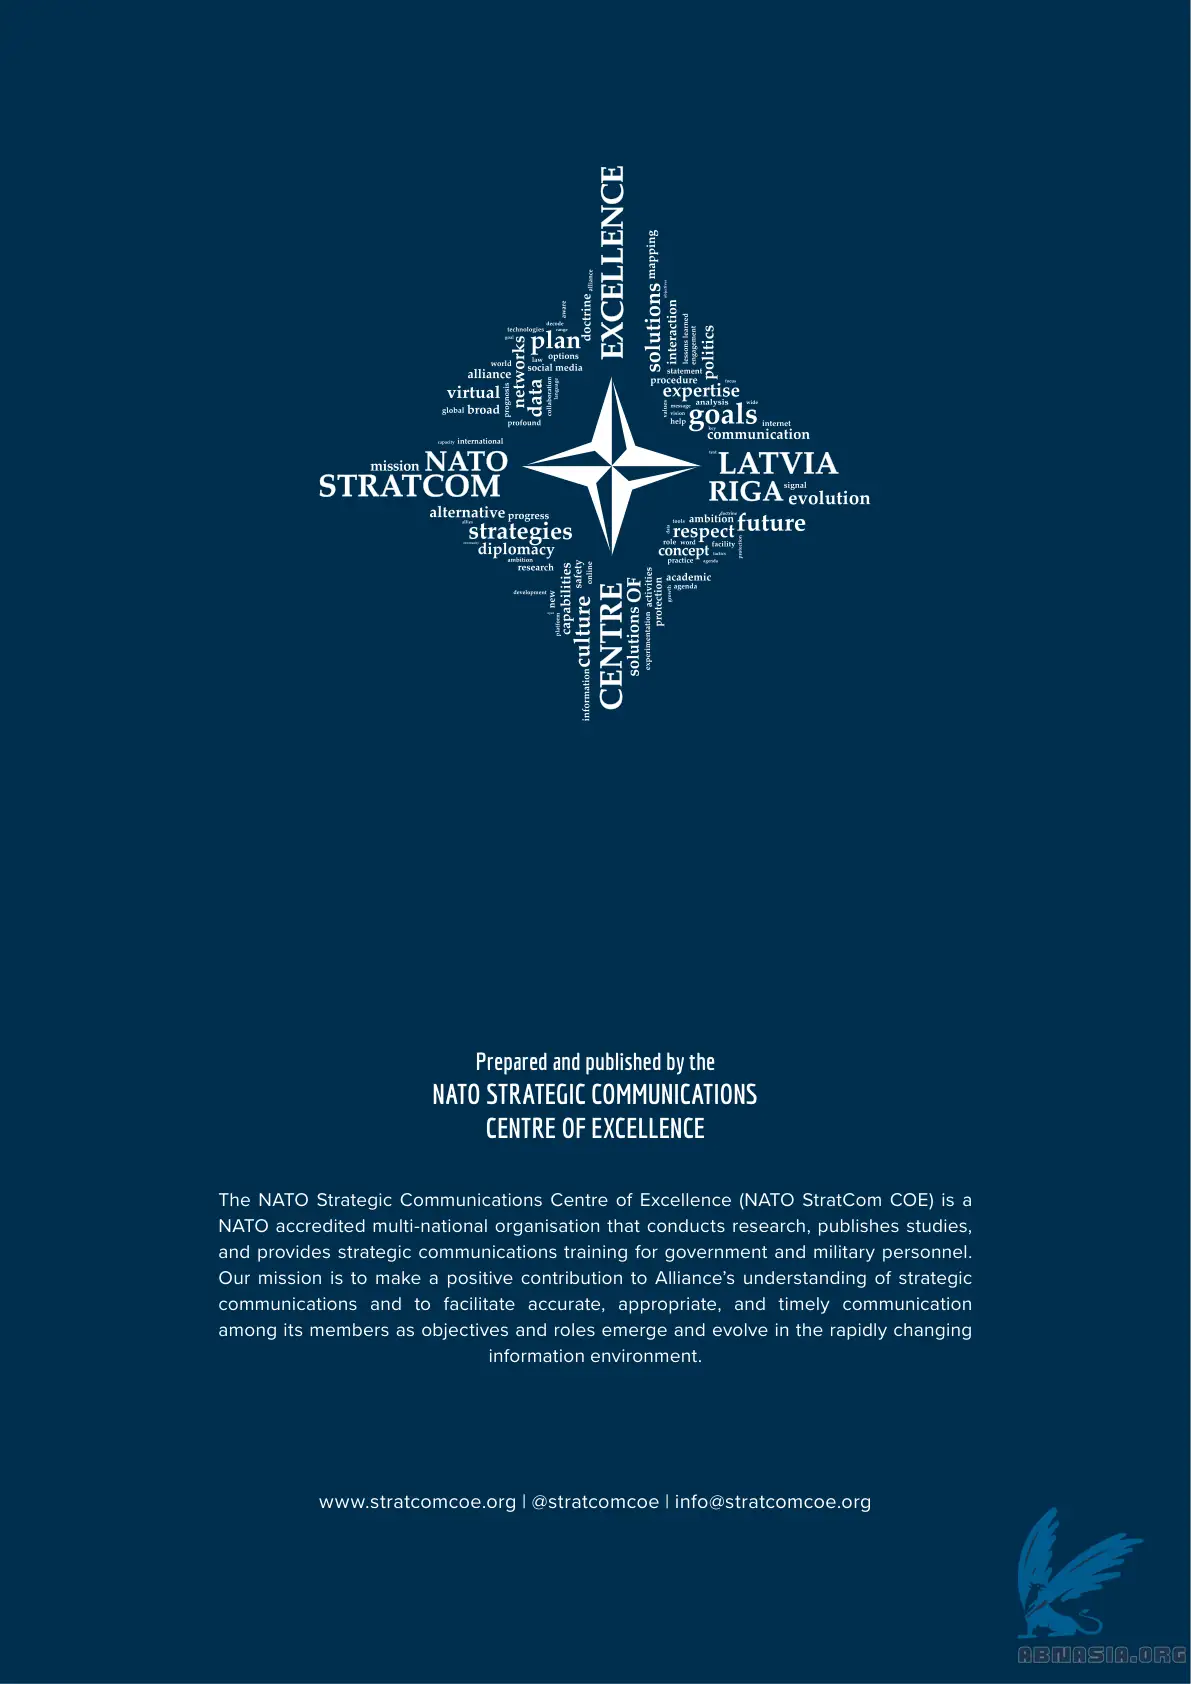 EXCELLENCE
solutions
mapping
objectives
interaction
lessons learned
engagement
politics
statement
procedure
focus
expertise
values
message
analysis
wide
vision
goals
help
internet
key
communication
alliance
doctrine
aware
decode
technologies
range
goal
plan
networks
law
options
social media
world
alliance
virtual
prognosis
data
collaboration
language
global
broad
profound
capacity
international
mission
NATO
STRATCOM
alternative
progress
allies
strategies
diplomacy
ambition
research
LATVIA
RIGA
signal
evolution
doctrine
tools
ambition
future
respect
role
word
facility
concept
tactics
practice
agenda
protection
academic
agenda
growth
activities
protection
experimentation
solutions OF
CENTRE
safety
online
capabilities
development
new
platform
culture
information
Prepared and published by the
NATO STRATEGIC COMMUNICATIONS
CENTRE OF EXCELLENCE
The NATO Strategic Communications Centre of Excellence (NATO StratCom COE) is a
NATO accredited multi-national organisation that conducts research, publishes studies,
and provides strategic communications training for government and military personnel.
Our mission is to make a positive contribution to Alliance’s understanding of strategic
communications and to facilitate accurate, appropriate, and timely communication
among its members as objectives and roles emerge and evolve in the rapidly changing
information environment.
www.stratcomcoe.org | @stratcomcoe | info@stratcomcoe.org
ABNASIA.ORG